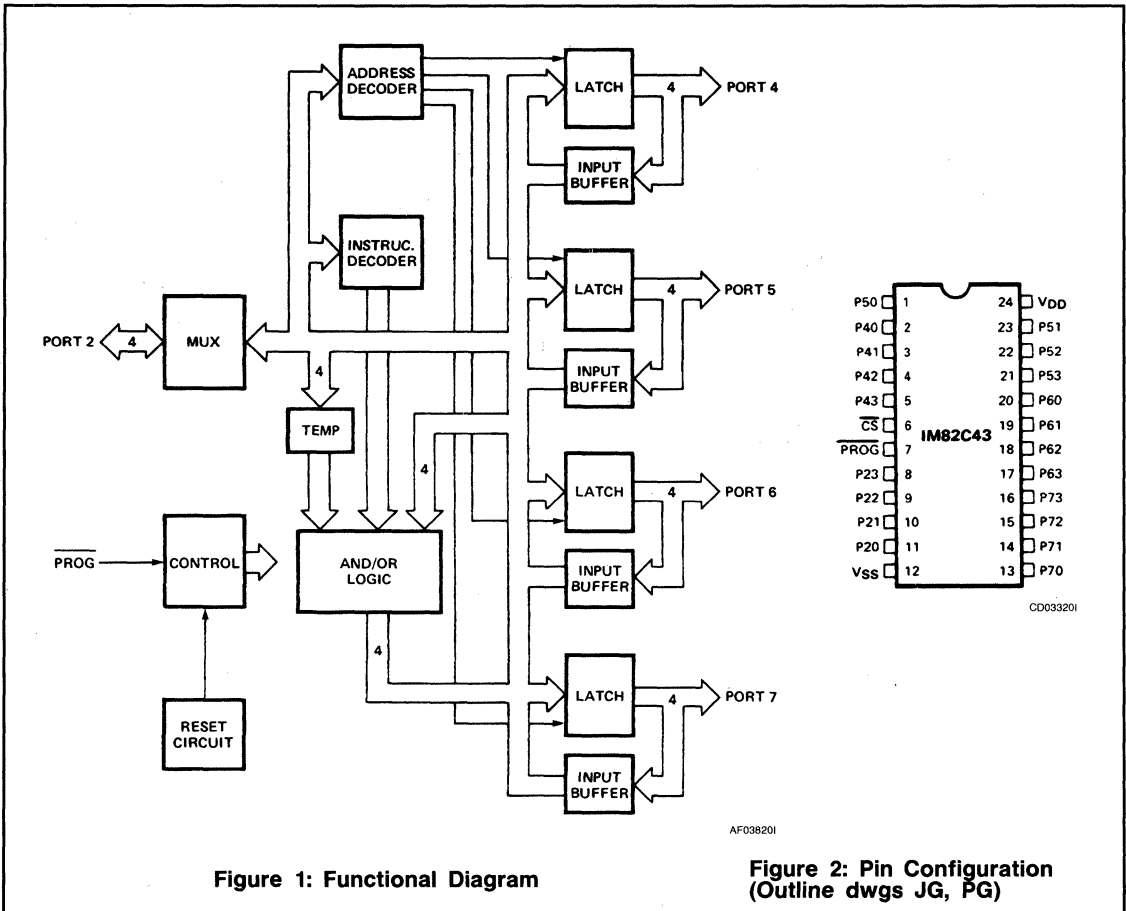 ADDRESS
DECODER
LATCH
4
PORT 4
INPUT
BUFFER
INSTRUC.
DECODER
LATCH
4
PORT 5
INPUT
BUFFER
PORT 2
4
MUX
4
TEMP
4
LATCH
4
PORT 6
INPUT
BUFFER
PROG
CONTROL
AND/OR
LOGIC
4
LATCH
4
PORT 7
INPUT
BUFFER
RESET
CIRCUIT
AF03820I
Figure 1: Functional Diagram
P50 1 24 VDD
P40 2 23 P51
P41 3 22 P52
P42 4 21 P53
P43 5 20 P60
CS 6 19 P61
IM82C43
PROG 7 18 P62
P23 8 17 P63
P22 9 16 P73
P21 10 15 P72
P20 11 14 P71
VSS 12 13 P70
CD03320I
Figure 2: Pin Configuration
(Outline dwgs JG, PG)